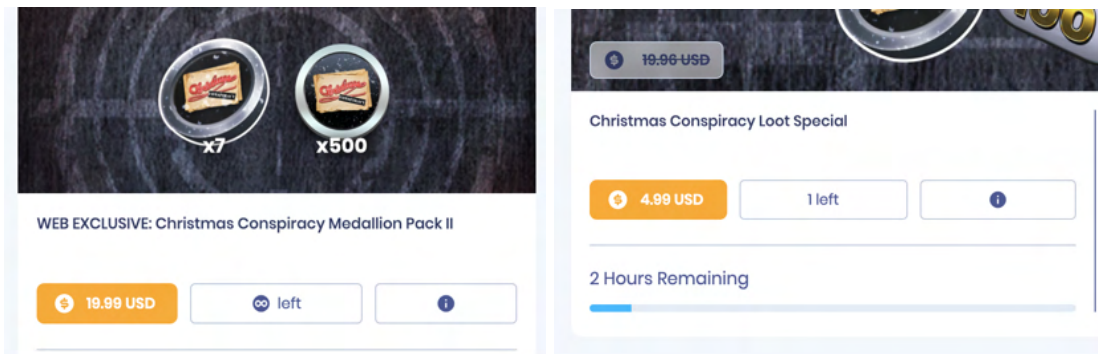 x7
x500
WEB EXCLUSIVE: Christmas Conspiracy Medallion Pack II
19.99 USD
left
19.96 USD
Christmas Conspiracy Loot Special
4.99 USD
1 left
2 Hours Remaining